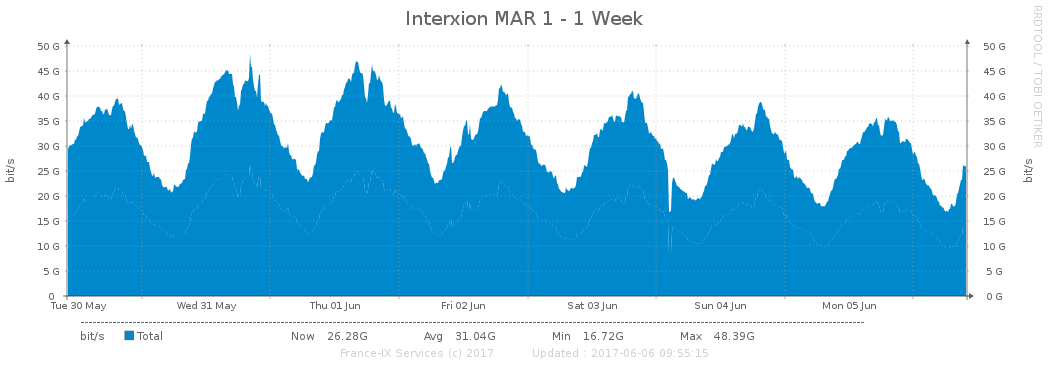 Interxion MAR 1 - 1 Week
RRDTOOL / TOBI OETIKER
50 G 50 G
45 G 45 G
40 G 40 G
35 G 35 G
30 G 30 G
25 G 25 G
20 G 20 G
15 G 15 G
10 G 10 G
5 G 5 G
0 0 G
bit/s bit/s
Tue 30 May Wed 31 May Thu 01 Jun Fri 02 Jun Sat 03 Jun Sun 04 Jun Mon 05 Jun
bit/s Total Now 26.28G Avg 31.04G Min 16.72G Max 48.39G
France-IX Services (c) 2017 Updated : 2017-06-06 09:55:15